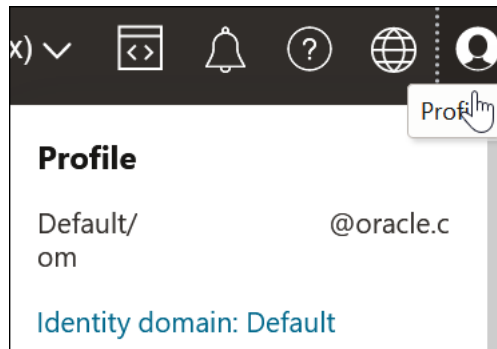 x)
Profi
Profile
Default/ @oracle.c
om
Identity domain: Default